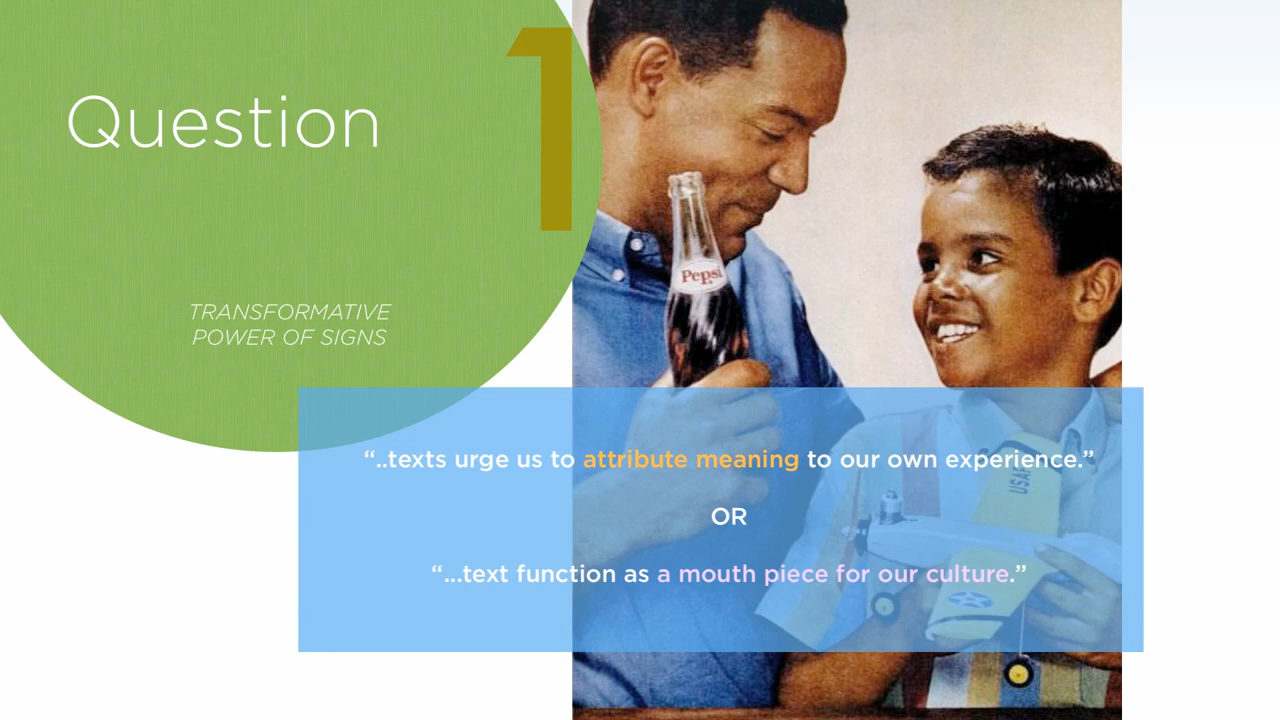 Question
1
TRANSFORMATIVE
POWER OF SIGNS
Pepsi
“..texts urge us to attribute meaning to our own experience.”
USA
OR
“...text function as a mouth piece for our culture.”